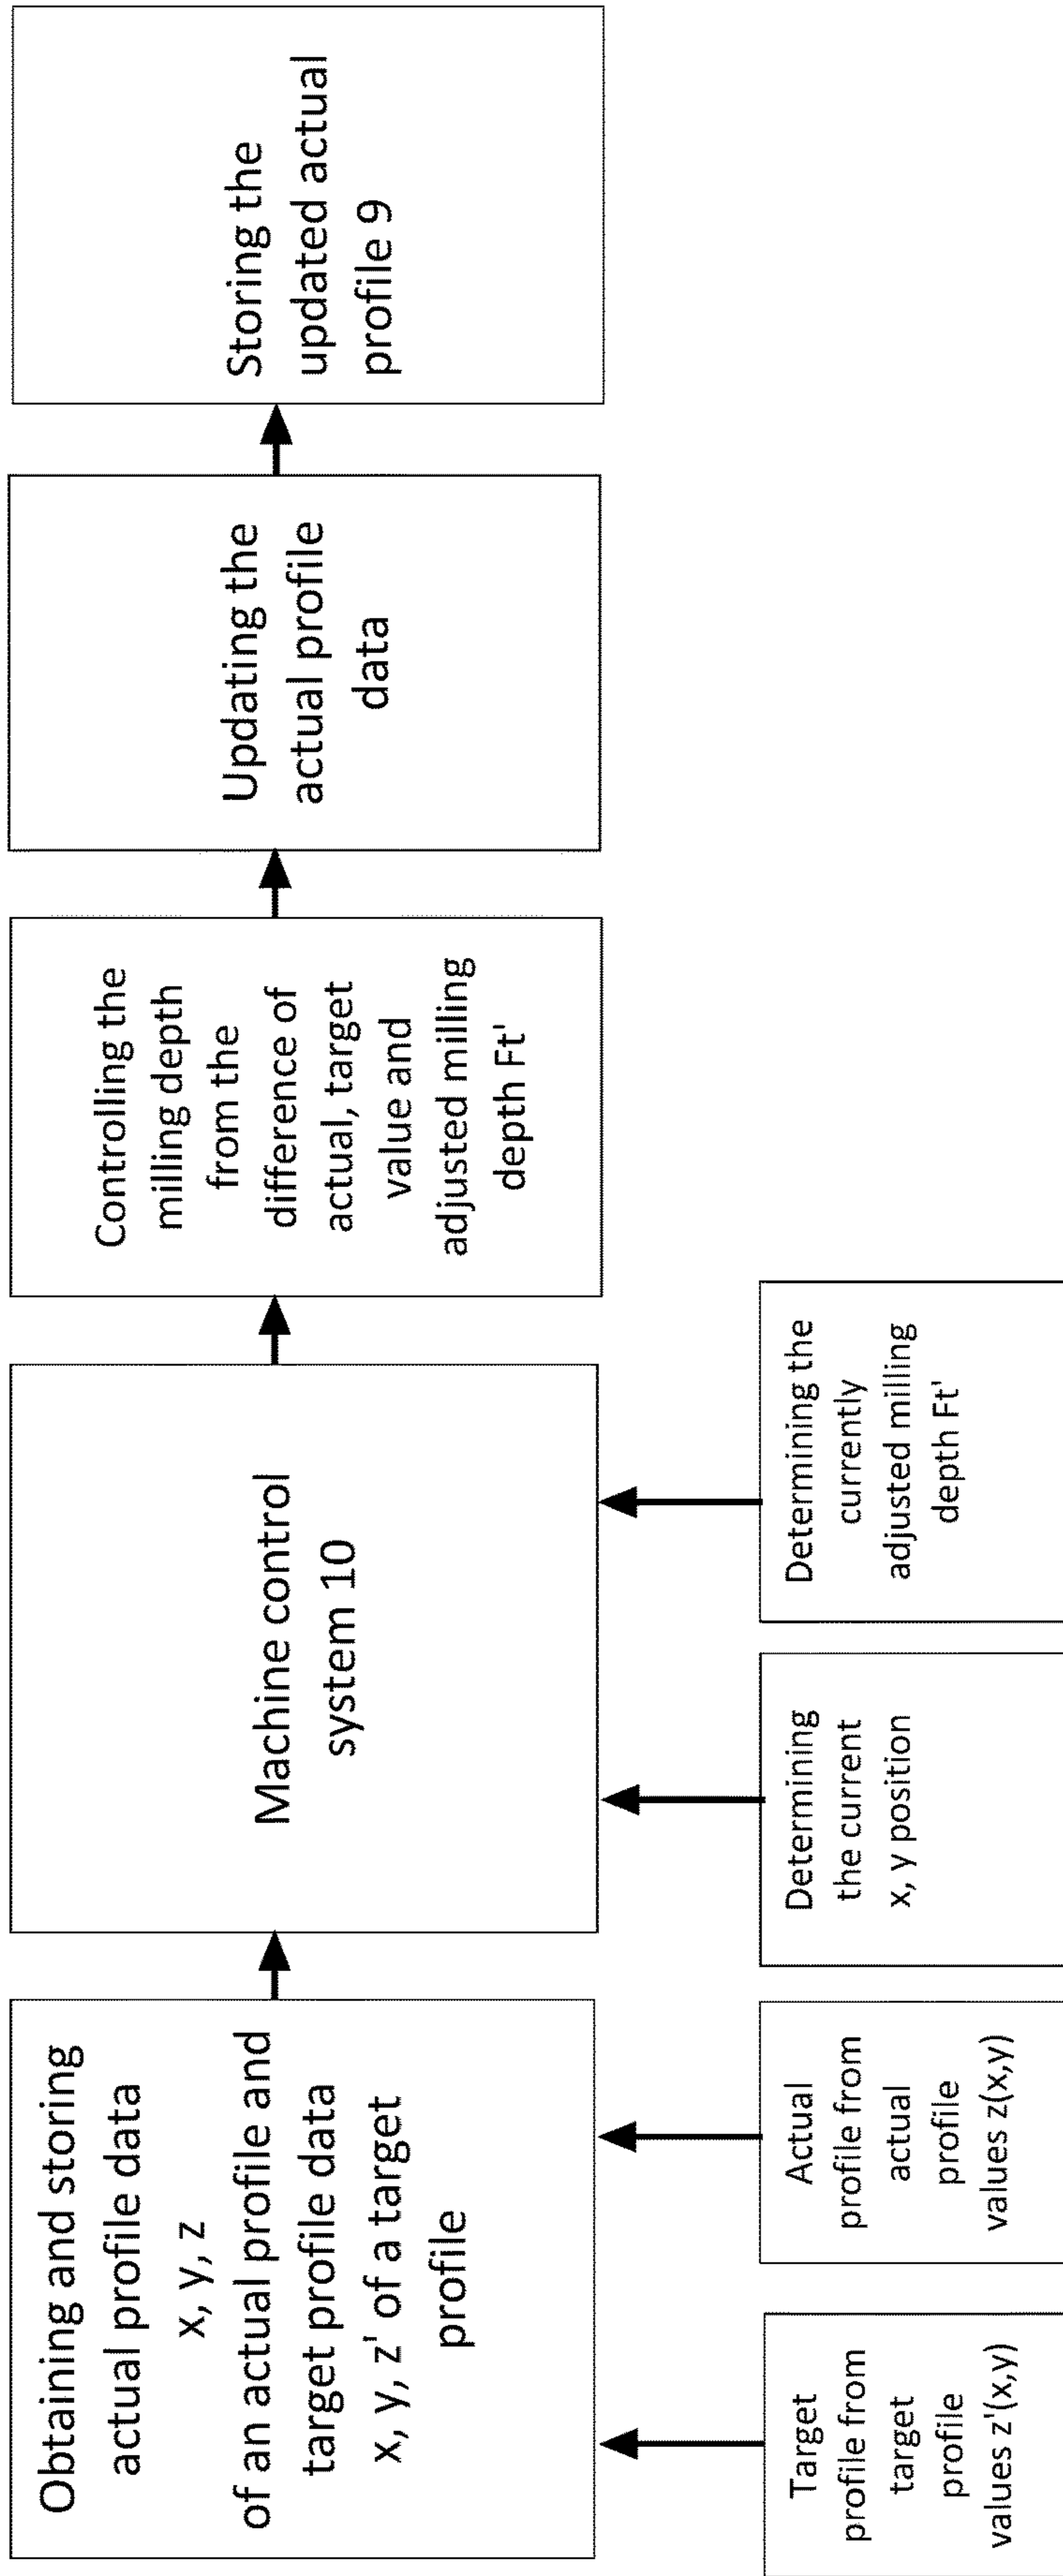 Obtaining and storing
actual profile data
x, y, z
of an actual profile and
target profile data
x, y, z' of a target
profile
Machine control
system 10
Controlling the
milling depth
from the
difference of
actual, target
value and
adjusted milling
depth Ft'
Updating the
actual profile
data
Storing the
updated actual
profile 9
Target
profile from
target
profile
values z'(x,y)
Actual
profile from
actual
profile
values z(x,y)
Determining
the current
x, y position
Determining the
currently
adjusted milling
depth Ft'